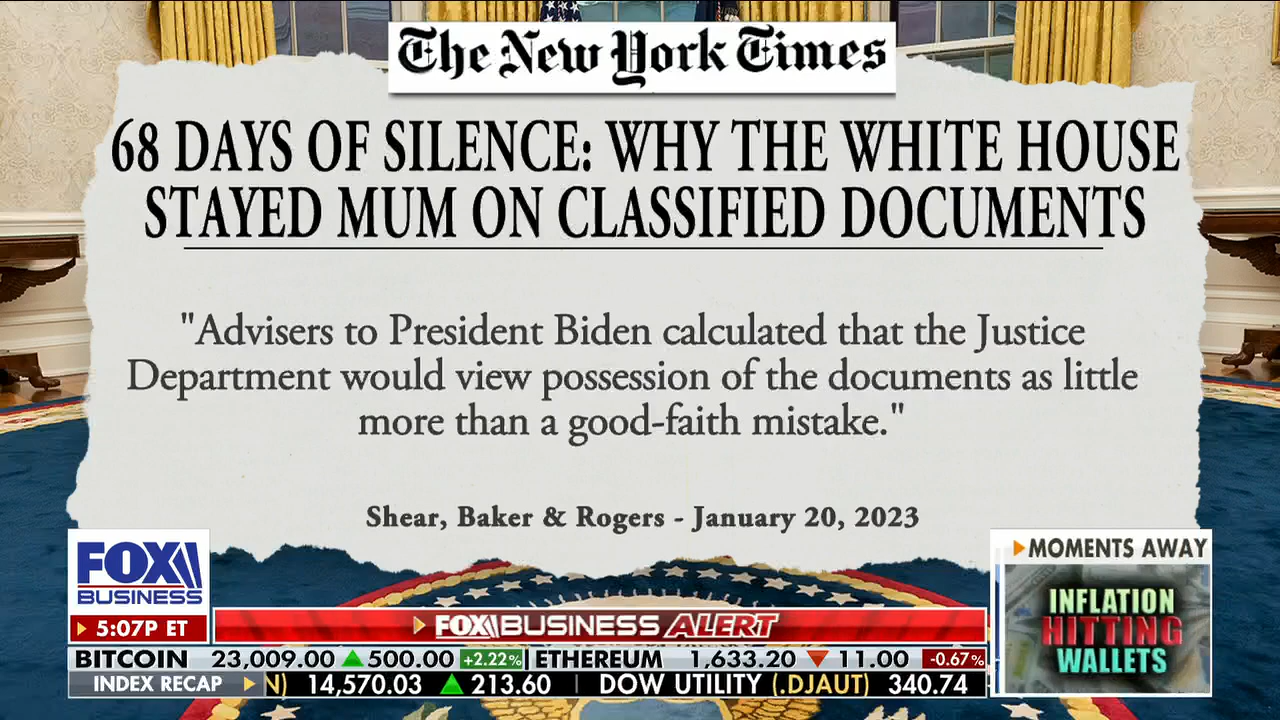 The New York Times
68 DAYS OF SILENCE: WHY THE WHITE HOUSE
STAYED MUM ON CLASSIFIED DOCUMENTS
"Advisers to President Biden calculated that the Justice
Department would view possession of the documents as little
more than a good-faith mistake."
Shear, Baker & Rogers - January 20, 2023
FOX
BUSINESS
5:07P ET
FOX BUSINESS ALERT
MOMENTS AWAY
INFLATION
HITTING
WALLETS
BITCOIN 23,009.00 500.00 +2.22% ETHEREUM 1,633.20 11.00 -0.67%
INDEX RECAP N) 14,570.03 213.60 DOW UTILITY (.DJAUT) 340.74